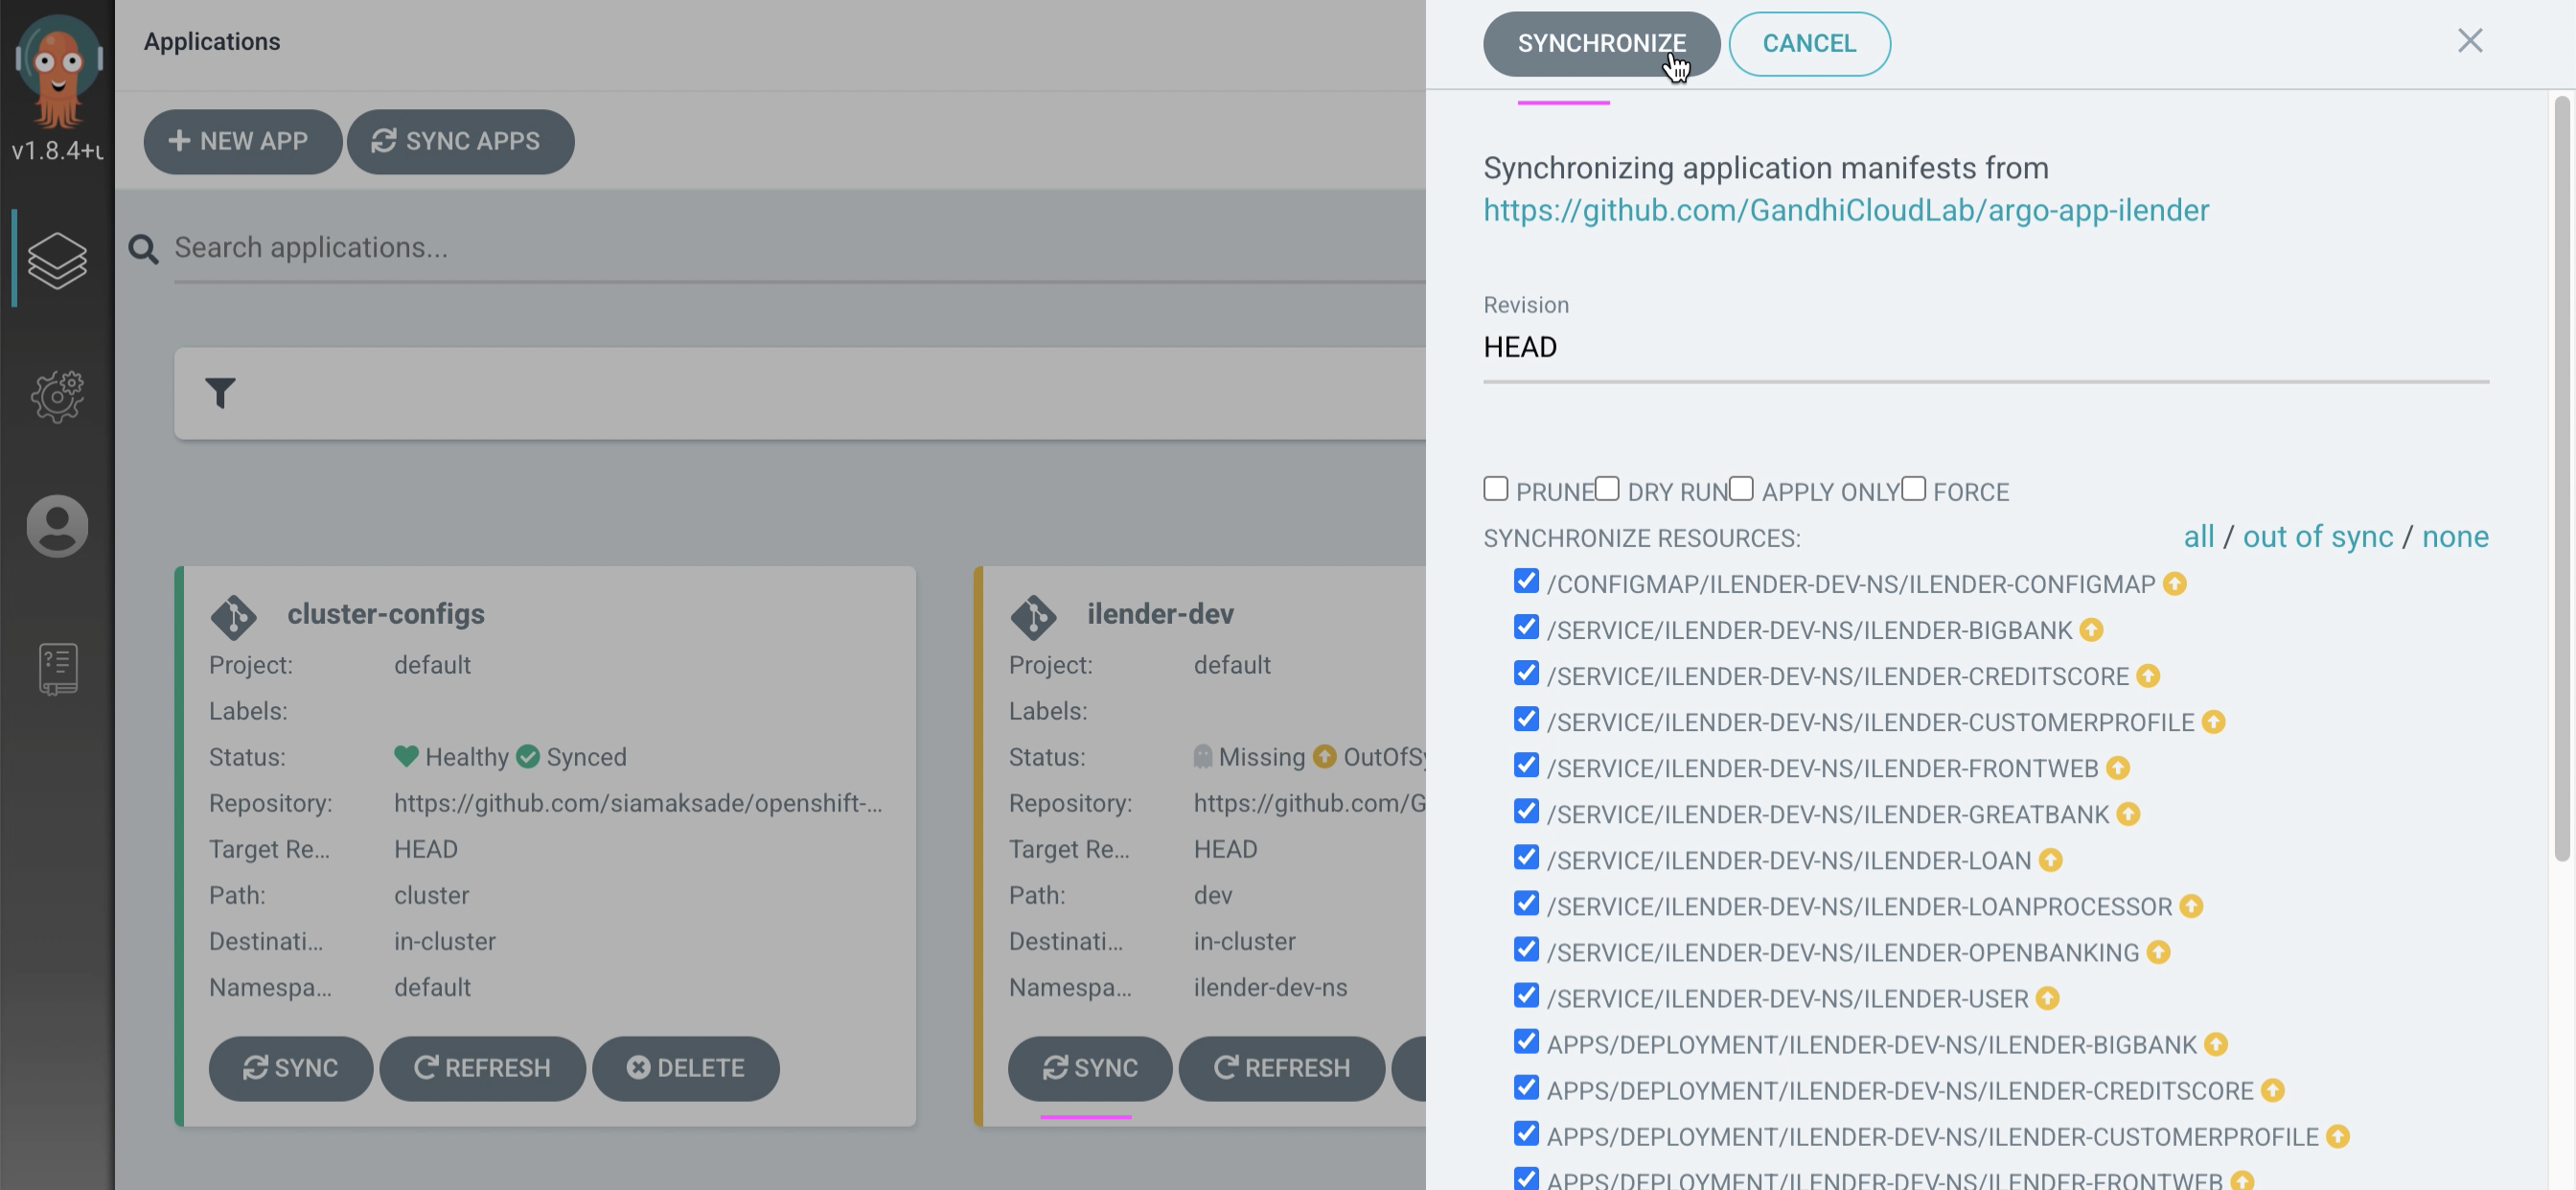 Applications
v1.8.4+u
NEW APP
SYNC APPS
Search applications...
cluster-configs
Project: default
Labels:
Status: Healthy Synced
Repository: https://github.com/siamaksade/openshift-...
Target Re... HEAD
Path: cluster
Destinati... in-cluster
Namespa... default
SYNC REFRESH DELETE
ilender-dev
Project: default
Labels:
Status: Missing OutOfSy
Repository: https://github.com/G
Target Re... HEAD
Path: dev
Destinati... in-cluster
Namespa... ilender-dev-ns
SYNC REFRESH
SYNCHRONIZE CANCEL
Synchronizing application manifests from
https://github.com/GandhiCloudLab/argo-app-ilender
Revision
HEAD
PRUNE DRY RUN APPLY ONLY FORCE
SYNCHRONIZE RESOURCES: all / out of sync / none
/CONFIGMAP/ILENDER-DEV-NS/ILENDER-CONFIGMAP
/SERVICE/ILENDER-DEV-NS/ILENDER-BIGBANK
/SERVICE/ILENDER-DEV-NS/ILENDER-CREDITSCORE
/SERVICE/ILENDER-DEV-NS/ILENDER-CUSTOMERPROFILE
/SERVICE/ILENDER-DEV-NS/ILENDER-FRONTWEB
/SERVICE/ILENDER-DEV-NS/ILENDER-GREATBANK
/SERVICE/ILENDER-DEV-NS/ILENDER-LOAN
/SERVICE/ILENDER-DEV-NS/ILENDER-LOANPROCESSOR
/SERVICE/ILENDER-DEV-NS/ILENDER-OPENBANKING
/SERVICE/ILENDER-DEV-NS/ILENDER-USER
APPS/DEPLOYMENT/ILENDER-DEV-NS/ILENDER-BIGBANK
APPS/DEPLOYMENT/ILENDER-DEV-NS/ILENDER-CREDITSCORE
APPS/DEPLOYMENT/ILENDER-DEV-NS/ILENDER-CUSTOMERPROFILE
APPS/DEPLOYMENT/ILENDER-DEV-NS/ILENDER-FRONTWEB